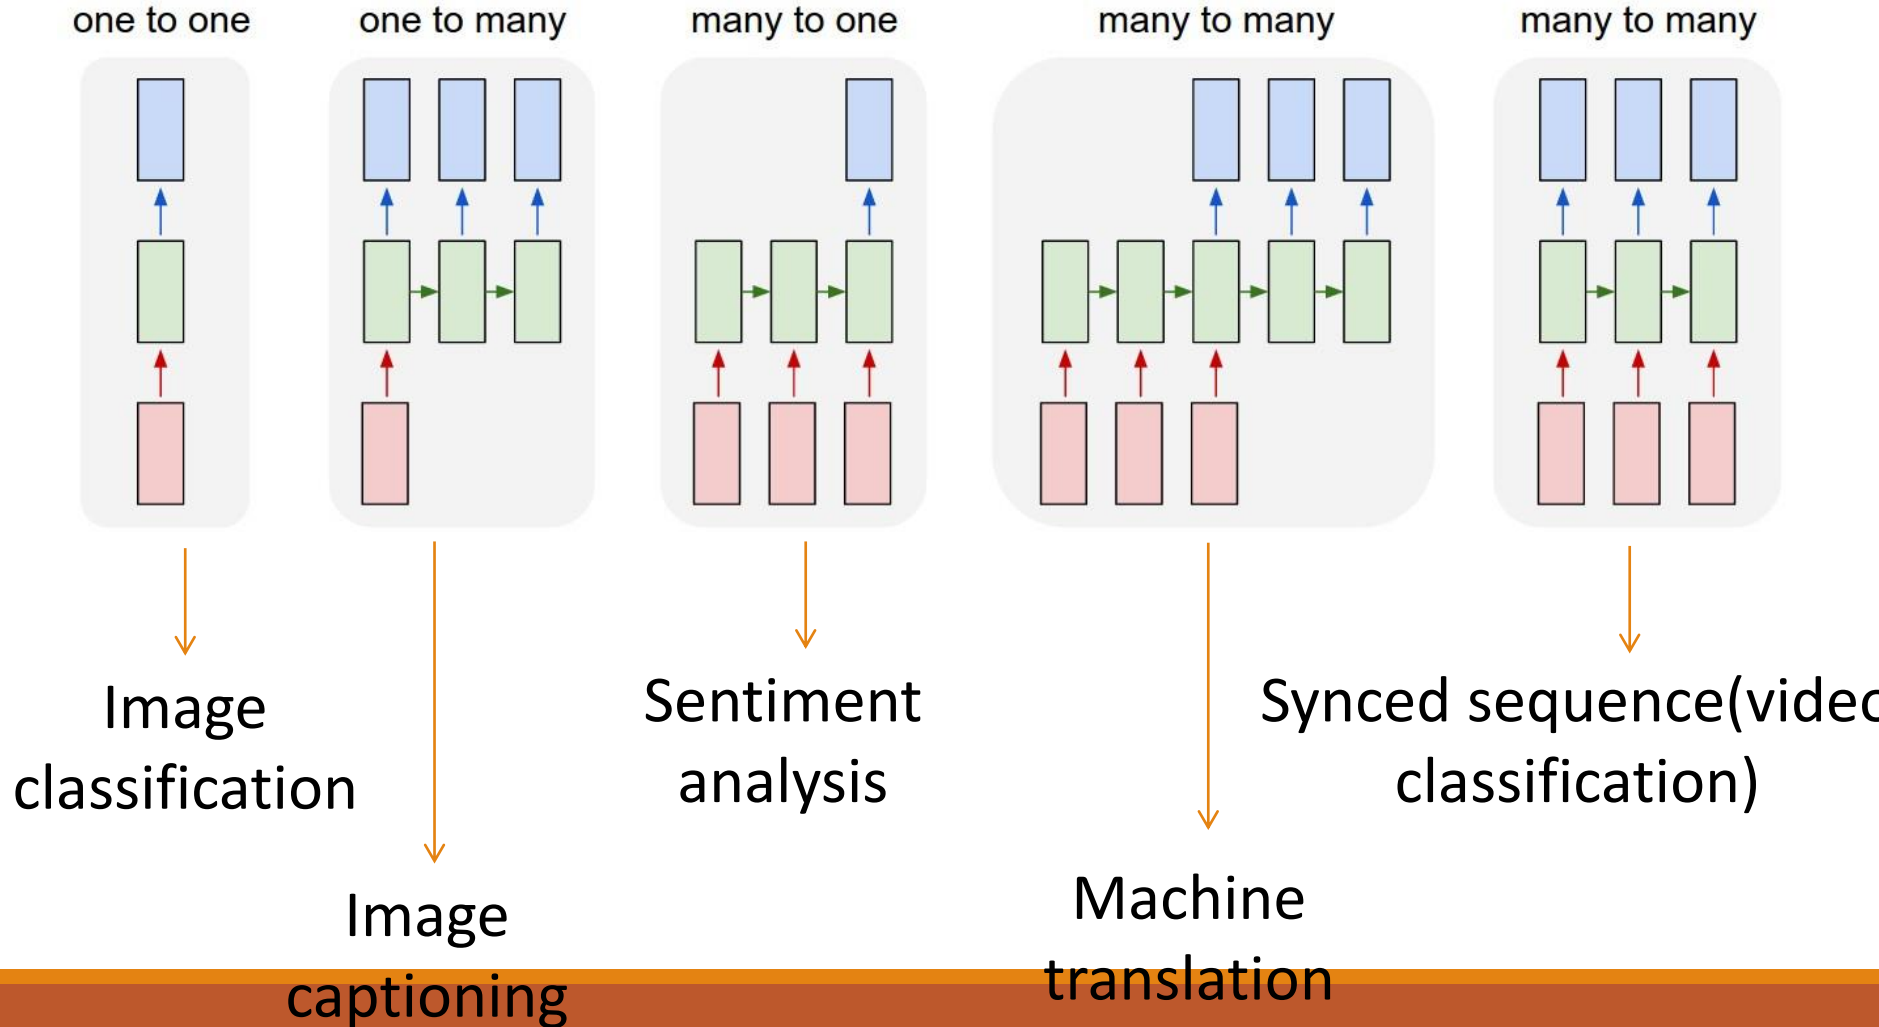 one to one
one to many
many to one
many to many
many to many
Image
classification
Image
captioning
Sentiment
analysis
Machine
translation
Synced sequence(video
classification)